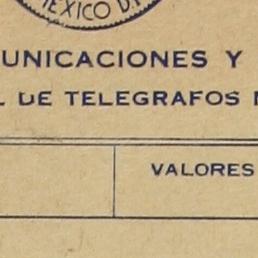 MEXICO D.
UNICACIONES Y
L DE TELEGRAFOS
VALORES